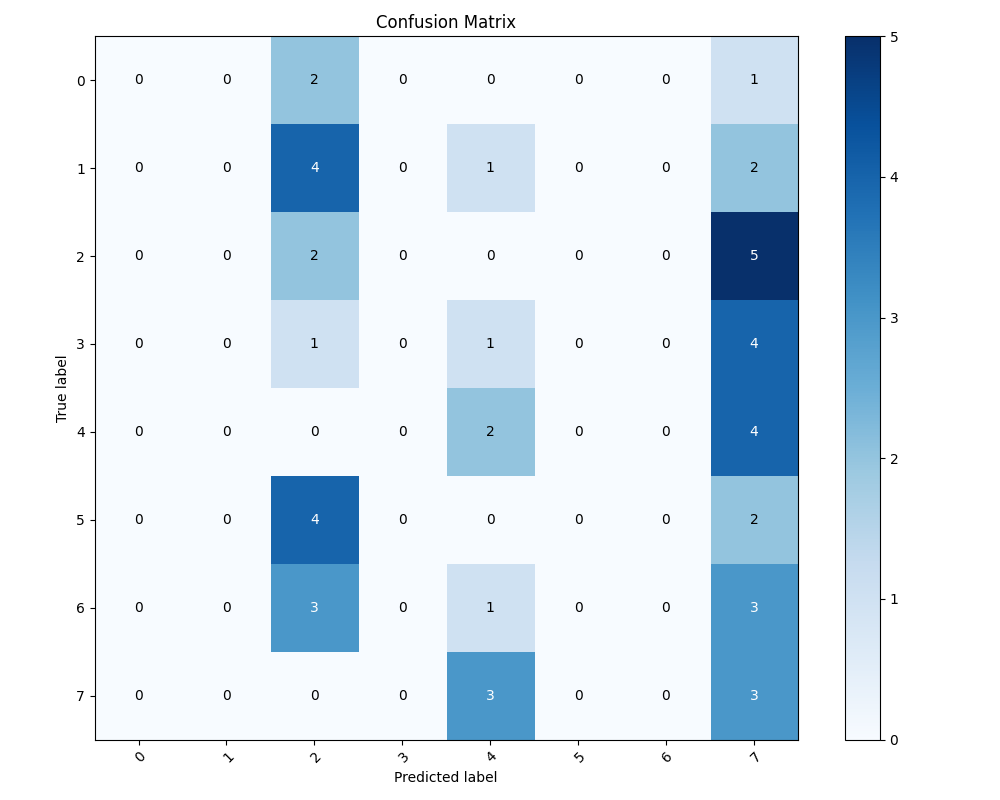 Confusion Matrix
0 0 0 2 0 0 0 0 1
1 0 0 4 0 1 0 0 2
2 0 0 2 0 0 0 0 5
3 0 0 1 0 1 0 0 4
4 0 0 0 0 2 0 0 4
5 0 0 4 0 0 0 0 2
6 0 0 3 0 1 0 0 3
7 0 0 0 0 3 0 0 3
True label
0 1 2 3 4 5 6 7
Predicted label
5
4
3
2
1
0